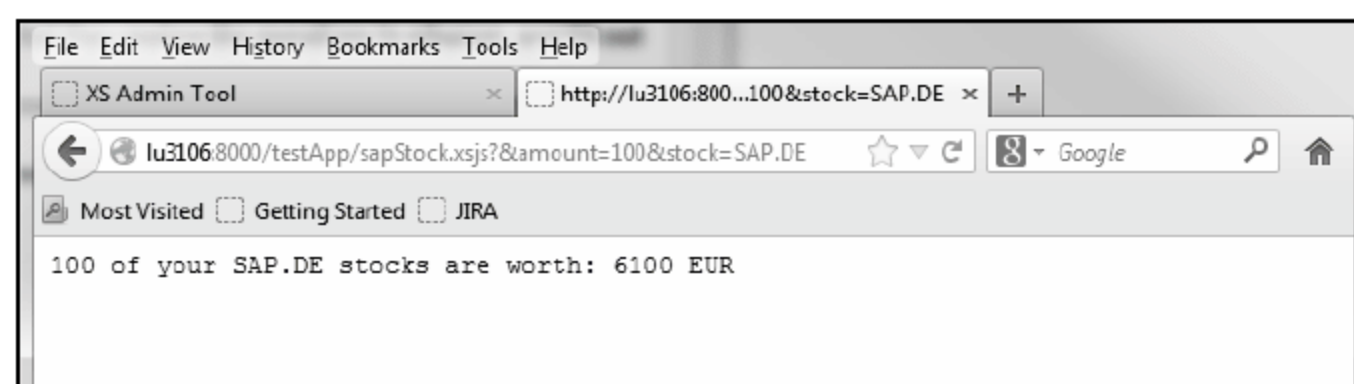 File Edit View History Bookmarks Tools Help
XS Admin Tool × http://lu3106:800...100&stock=SAP.DE × +
lu3106:8000/testApp/sapStock.xsjs?&amount=100&stock=SAP.DE 8 Google
Most Visited Getting Started JIRA
100 of your SAP.DE stocks are worth: 6100 EUR